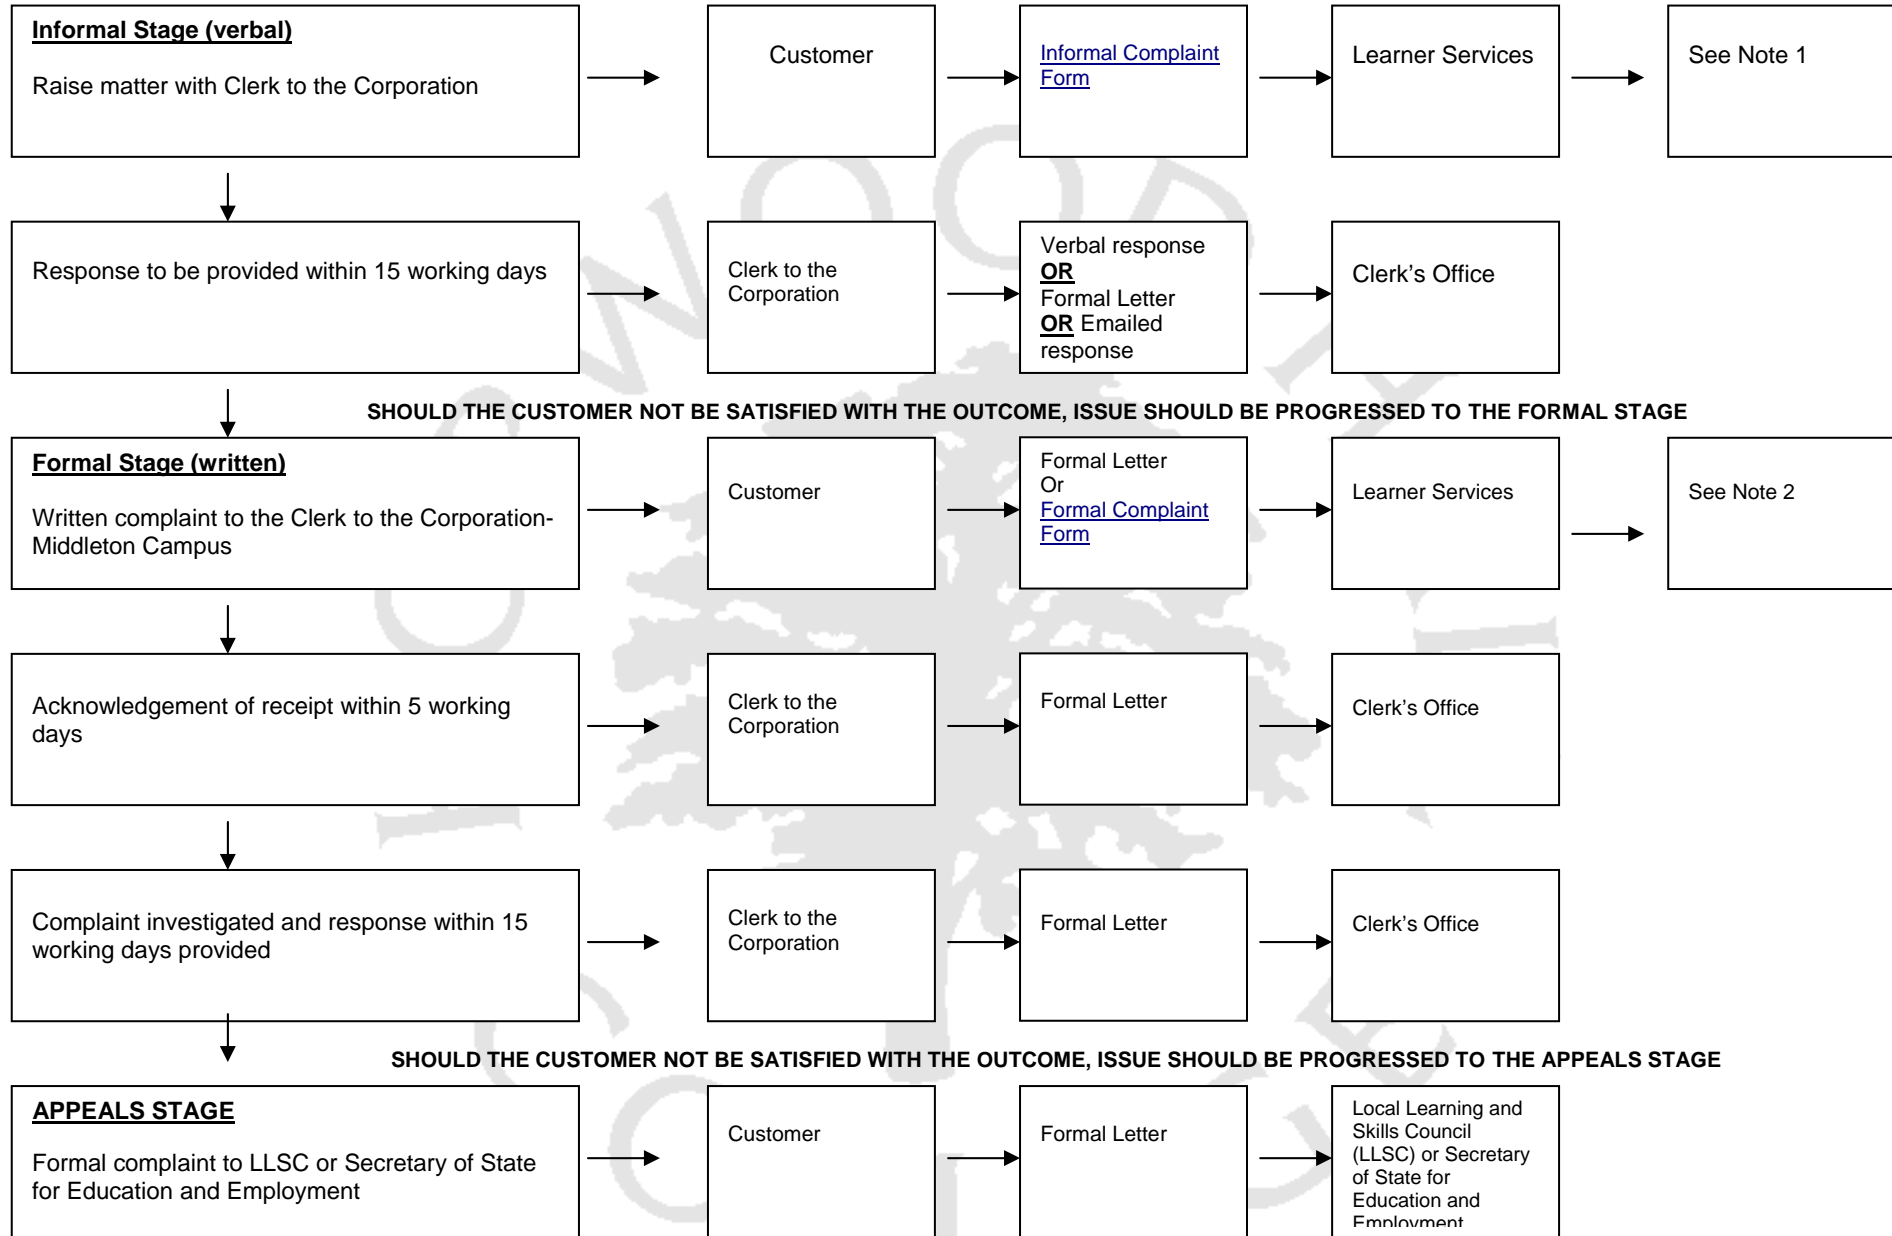 Informal Stage (verbal)
Raise matter with Clerk to the Corporation
Customer
Informal Complaint
Form
Learner Services
See Note 1
Response to be provided within 15 working days
Clerk to the
Corporation
Verbal response
OR
Formal Letter
OR Emailed
response
Clerk’s Office
SHOULD THE CUSTOMER NOT BE SATISFIED WITH THE OUTCOME, ISSUE SHOULD BE PROGRESSED TO THE FORMAL STAGE
Formal Stage (written)
Written complaint to the Clerk to the Corporation-
Middleton Campus
Customer
Formal Letter
Or
Formal Complaint
Form
Learner Services
See Note 2
Acknowledgement of receipt within 5 working
days
Clerk to the
Corporation
Formal Letter
Clerk’s Office
Complaint investigated and response within 15
working days provided
Clerk to the
Corporation
Formal Letter
Clerk’s Office
SHOULD THE CUSTOMER NOT BE SATISFIED WITH THE OUTCOME, ISSUE SHOULD BE PROGRESSED TO THE APPEALS STAGE
APPEALS STAGE
Formal complaint to LLSC or Secretary of State
for Education and Employment
Customer
Formal Letter
Local Learning and
Skills Council
(LLSC) or Secretary
of State for
Education and
Employment